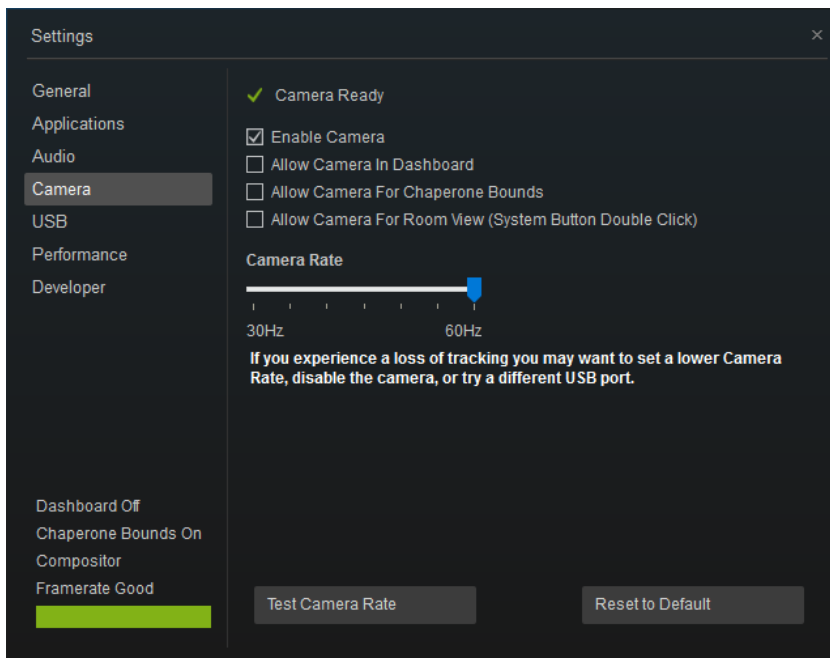 Settings
General
Applications
Audio
Camera
USB
Performance
Developer
Camera Ready
Enable Camera
Allow Camera In Dashboard
Allow Camera For Chaperone Bounds
Allow Camera For Room View (System Button Double Click)
Camera Rate
30Hz 60Hz
If you experience a loss of tracking you may want to set a lower Camera
Rate, disable the camera, or try a different USB port.
Dashboard Off
Chaperone Bounds On
Compositor
Framerate Good
Test Camera Rate
Reset to Default